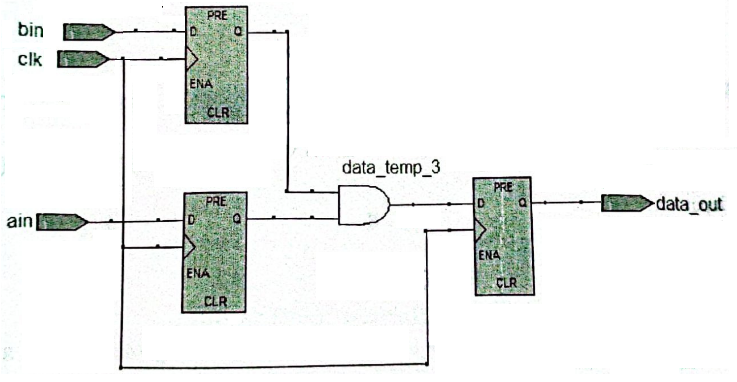 bin
clk
PRE
D Q
ENA
CLR
data_temp_3
ain
PRE
D Q
ENA
CLR
PRE
D Q
ENA
CLR
data_out